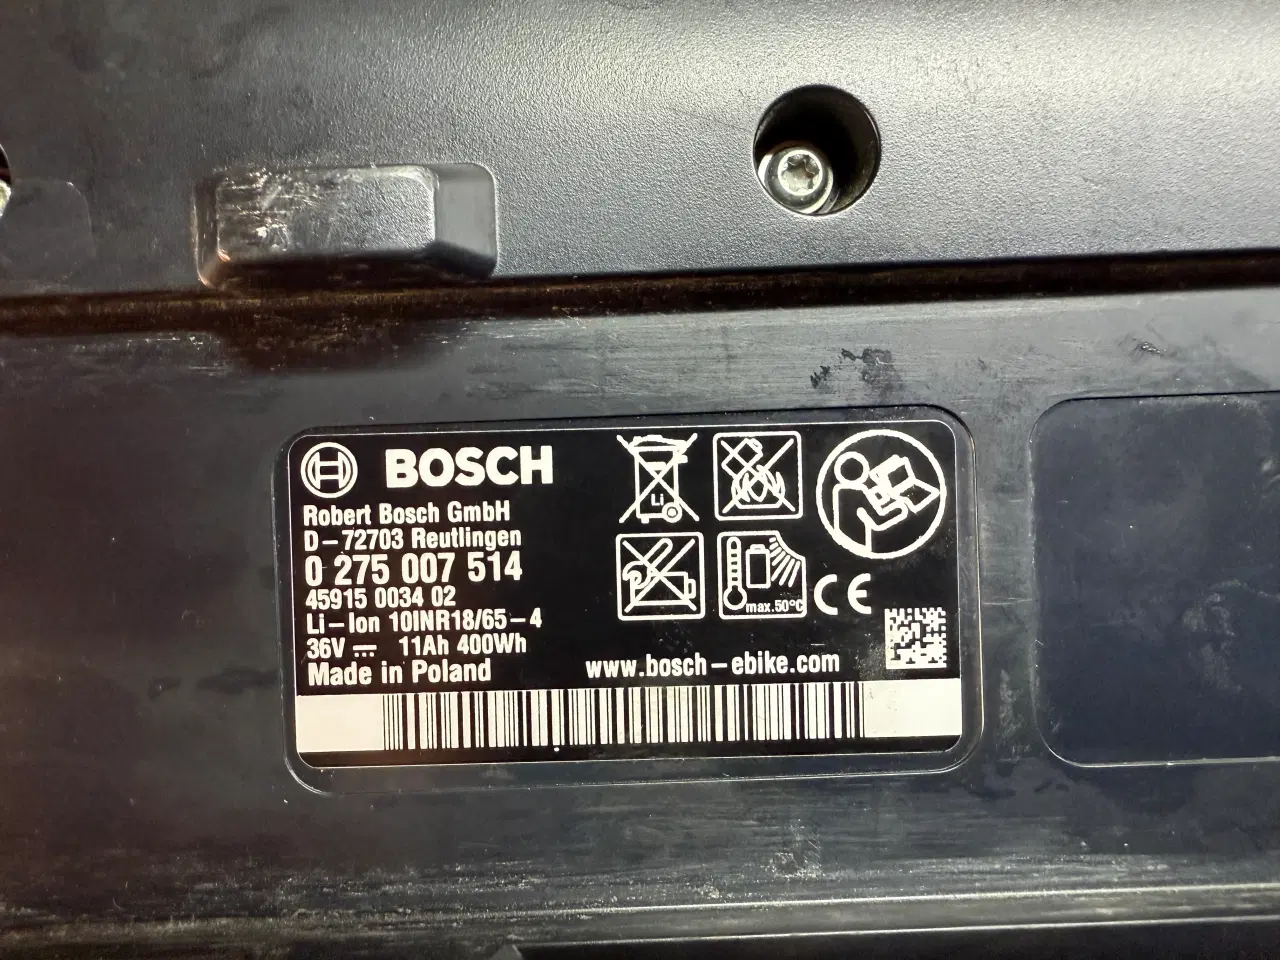 BOSCH
Robert Bosch GmbH
D-72703 Reutlingen
0 275 007 514
45915 0034 02
Li-Ion 10INR18/65-4
36V ⎓ 11Ah 400Wh
Made in Poland
Li
max.50°C
CE
www.bosch-ebike.com